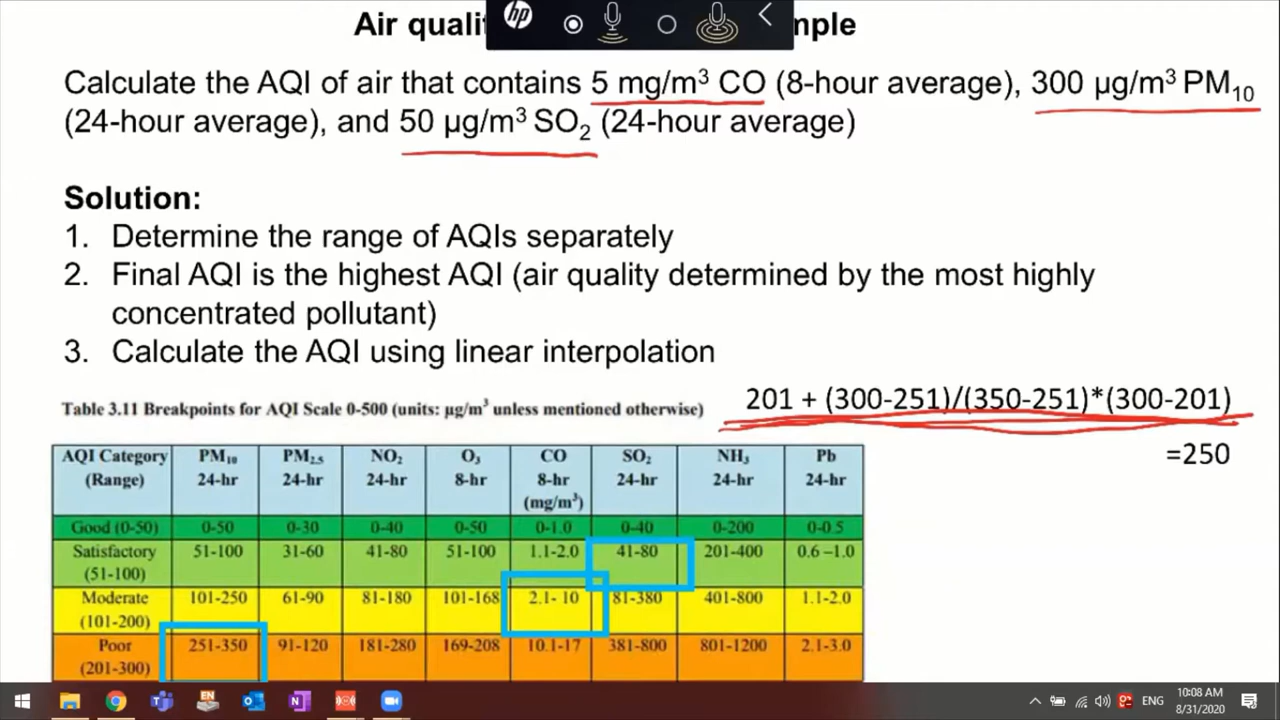 Air quali mple
hp
Calculate the AQI of air that contains 5 mg/m³ CO (8-hour average), 300 µg/m³ PM₁₀
(24-hour average), and 50 µg/m³ SO₂ (24-hour average)
Solution:
1. Determine the range of AQIs separately
2. Final AQI is the highest AQI (air quality determined by the most highly
concentrated pollutant)
3. Calculate the AQI using linear interpolation
201 + (300-251)/(350-251)*(300-201)
=250
Table 3.11 Breakpoints for AQI Scale 0-500 (units: µg/m³ unless mentioned otherwise)
AQI Category PM₁₀ PM₂.₅ NO₂ O₃ CO SO₂ NH₃ Pb
(Range) 24-hr 24-hr 24-hr 8-hr 8-hr 24-hr 24-hr 24-hr
(mg/m³)
Good (0-50) 0-50 0-30 0-40 0-50 0-1.0 0-40 0-200 0-0.5
Satisfactory 51-100 31-60 41-80 51-100 1.1-2.0 41-80 201-400 0.6 –1.0
(51-100)
Moderate 101-250 61-90 81-180 101-168 2.1- 10 81-380 401-800 1.1-2.0
(101-200)
Poor 251-350 91-120 181-280 169-208 10.1-17 381-800 801-1200 2.1-3.0
(201-300)
EN
ENG
10:08 AM
8/31/2020